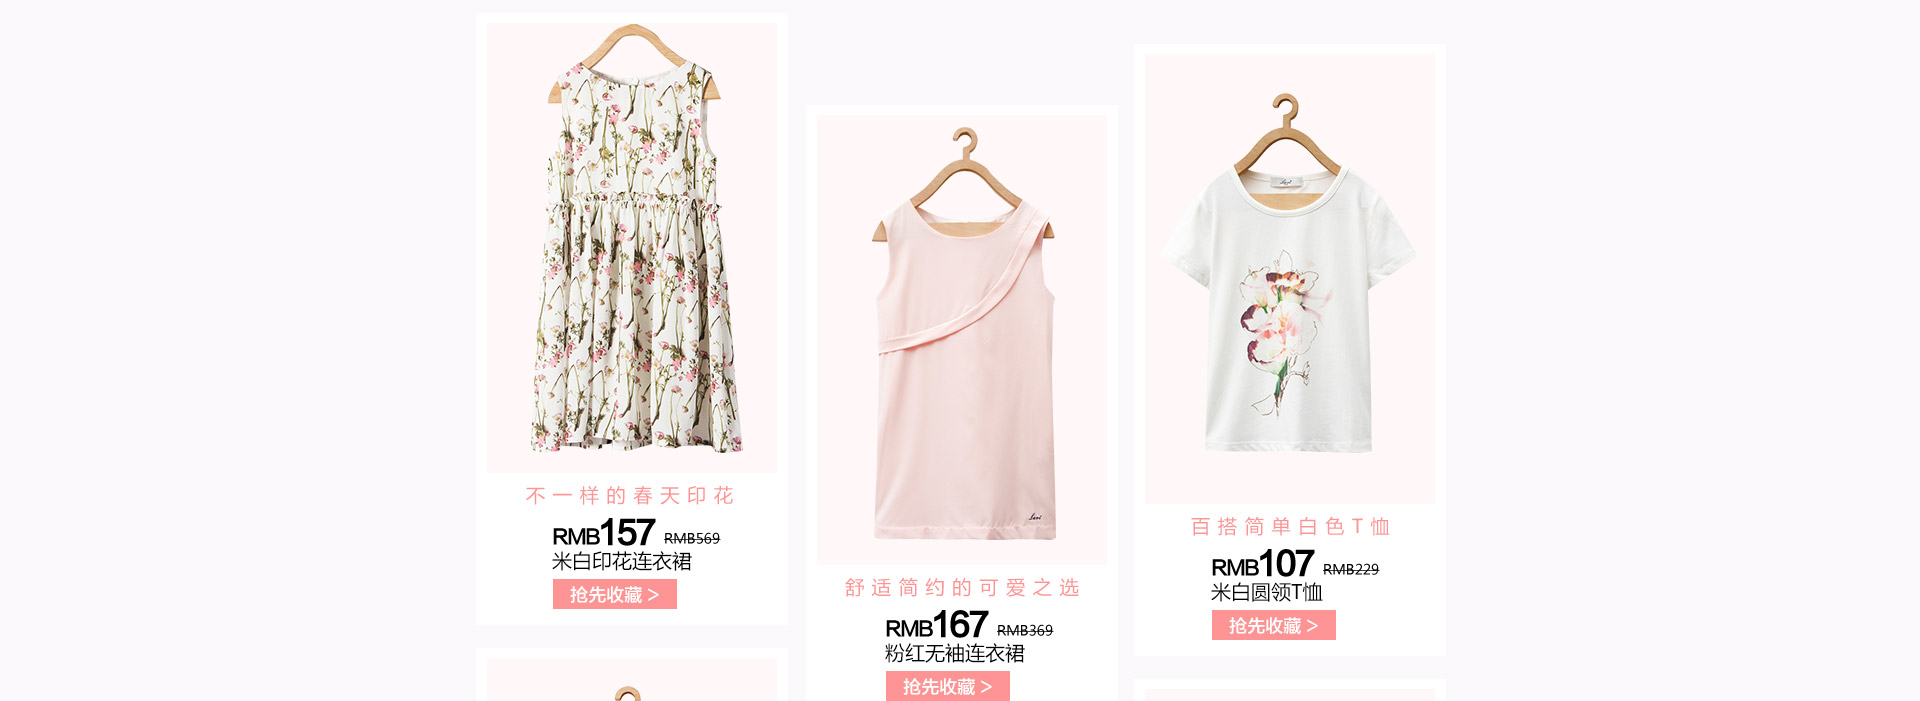 不一样的春天印花
RMB157 RMB569
米白印花连衣裙
抢先收藏 >
舒适简约的可爱之选
RMB167 RMB369
粉红无袖连衣裙
抢先收藏 >
百搭简单白色T恤
RMB107 RMB229
米白圆领T恤
抢先收藏 >